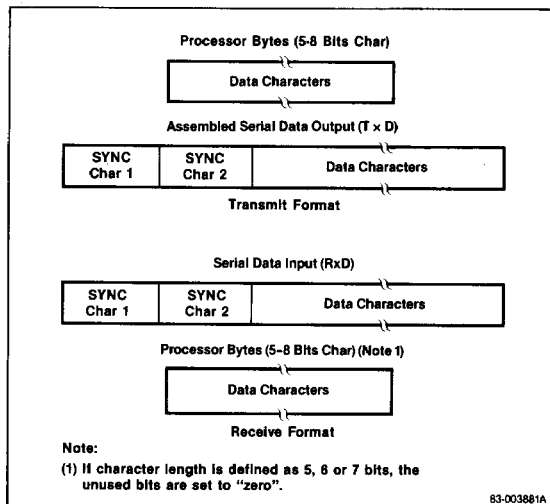 Processor Bytes (5-8 Bits Char)
Data Characters
Assembled Serial Data Output (T × D)
SYNC Char 1
SYNC Char 2
Data Characters
Transmit Format
Serial Data Input (RxD)
SYNC Char 1
SYNC Char 2
Data Characters
Processor Bytes (5-8 Bits Char) (Note 1)
Data Characters
Receive Format
Note:
(1) If character length is defined as 5, 6 or 7 bits, the
unused bits are set to "zero".
83-003881A